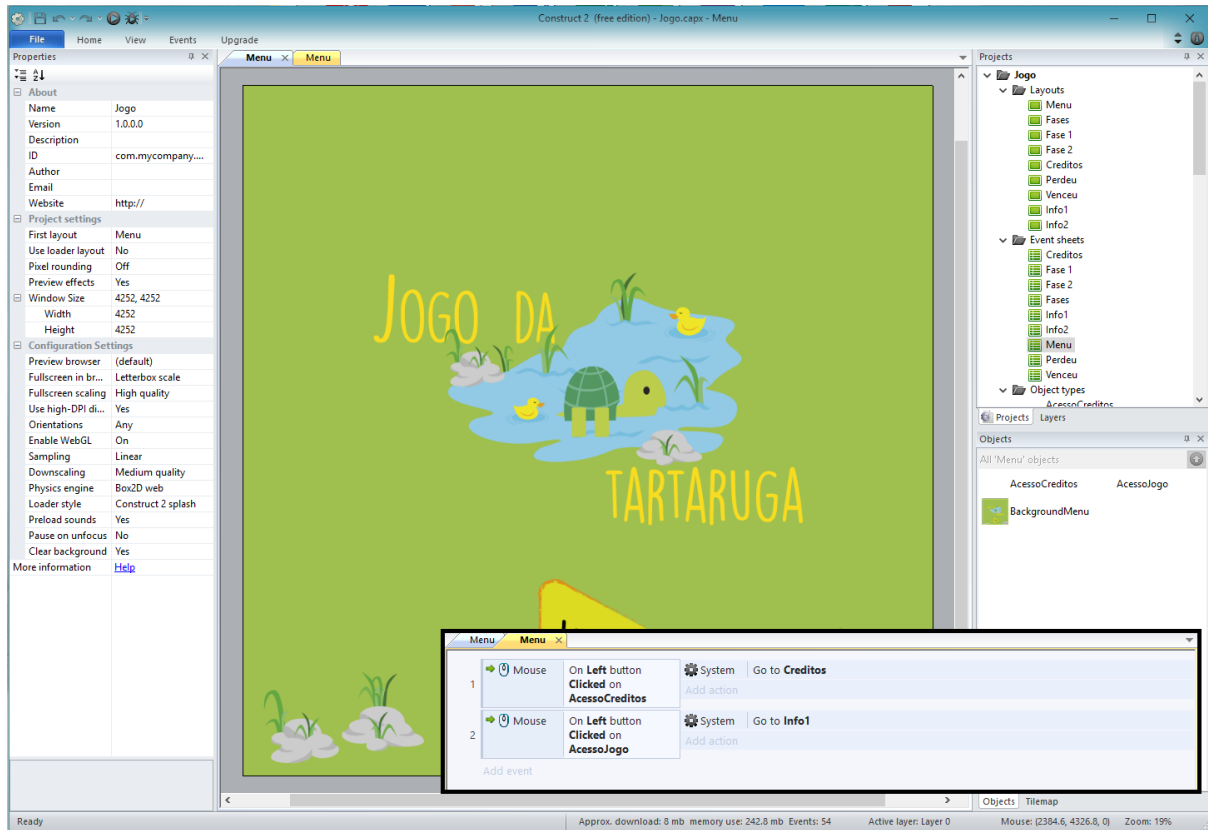 Construct 2 (free edition) - Jogo.capx - Menu
File Home View Events Upgrade
Properties
About
Name Jogo
Version 1.0.0.0
Description
ID com.mycompany....
Author
Email
Website http://
Project settings
First layout Menu
Use loader layout No
Pixel rounding Off
Preview effects Yes
Window Size 4252, 4252
Width 4252
Height 4252
Configuration Settings
Preview browser (default)
Fullscreen in br... Letterbox scale
Fullscreen scaling High quality
Use high-DPI di... Yes
Orientations Any
Enable WebGL On
Sampling Linear
Downscaling Medium quality
Physics engine Box2D web
Loader style Construct 2 splash
Preload sounds Yes
Pause on unfocus No
Clear background Yes
More information Help
Menu Menu
JOGO DA
TARTARUGA
Menu Menu
1 Mouse On Left button System Go to Creditos
Clicked on Add action
AcessoCreditos
2 Mouse On Left button System Go to Info1
Clicked on Add action
AcessoJogo
Add event
Projects
Jogo
Layouts
Menu
Fases
Fase 1
Fase 2
Creditos
Perdeu
Venceu
Info1
Info2
Event sheets
Creditos
Fase 1
Fase 2
Fases
Info1
Info2
Menu
Perdeu
Venceu
Object types
AcessoCreditos
Projects Layers
Objects
All 'Menu' objects
AcessoCreditos AcessoJogo
BackgroundMenu
Objects Tilemap
Ready Approx. download: 8 mb memory use: 242.8 mb Events: 54 Active layer: Layer 0 Mouse: (2384.6, 4326.8, 0) Zoom: 19%